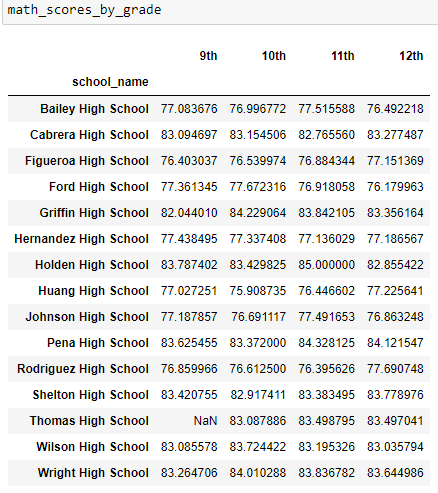 math_scores_by_grade
9th 10th 11th 12th
school_name
Bailey High School 77.083676 76.996772 77.515588 76.492218
Cabrera High School 83.094697 83.154506 82.765560 83.277487
Figueroa High School 76.403037 76.539974 76.884344 77.151369
Ford High School 77.361345 77.672316 76.918058 76.179963
Griffin High School 82.044010 84.229064 83.842105 83.356164
Hernandez High School 77.438495 77.337408 77.136029 77.186567
Holden High School 83.787402 83.429825 85.000000 82.855422
Huang High School 77.027251 75.908735 76.446602 77.225641
Johnson High School 77.187857 76.691117 77.491653 76.863248
Pena High School 83.625455 83.372000 84.328125 84.121547
Rodriguez High School 76.859966 76.612500 76.395626 77.690748
Shelton High School 83.420755 82.917411 83.383495 83.778976
Thomas High School NaN 83.087886 83.498795 83.497041
Wilson High School 83.085578 83.724422 83.195326 83.035794
Wright High School 83.264706 84.010288 83.836782 83.644986